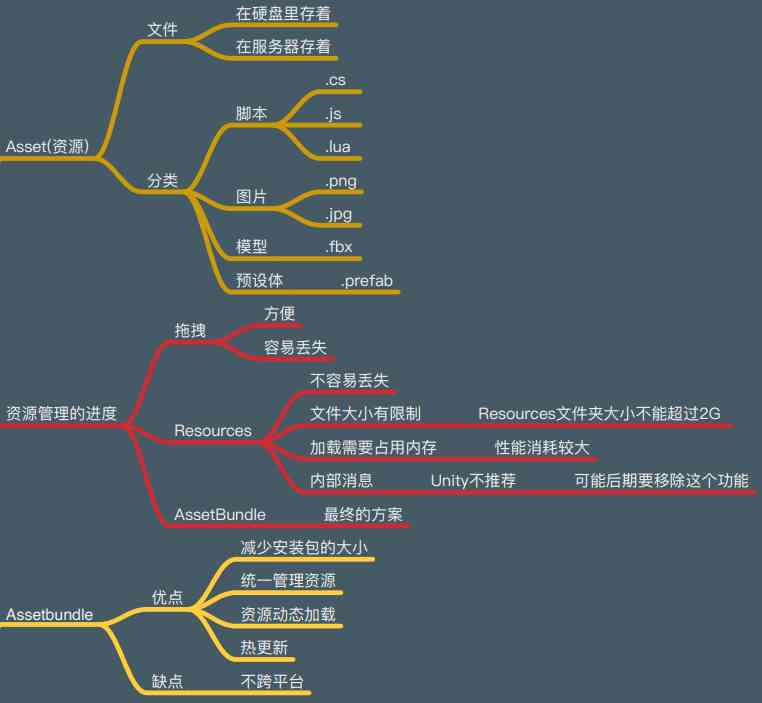 Asset(资源)
文件
在硬盘里存着
在服务器存着
分类
脚本
.cs
.js
.lua
图片
.png
.jpg
模型
.fbx
预设体
.prefab
资源管理的进度
拖拽
方便
容易丢失
Resources
不容易丢失
文件大小有限制
Resources文件夹大小不能超过2G
加载需要占用内存
性能消耗较大
内部消息
Unity不推荐
可能后期要移除这个功能
AssetBundle
最终的方案
Assetbundle
优点
减少安装包的大小
统一管理资源
资源动态加载
热更新
缺点
不跨平台